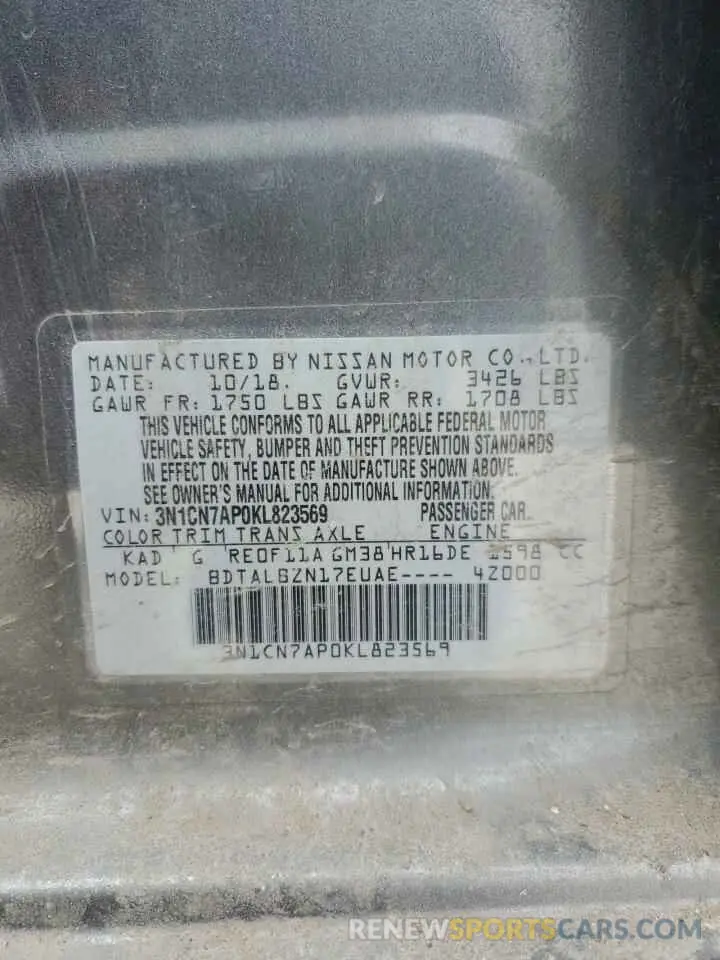 MANUFACTURED BY NISSAN MOTOR CO., LTD.
DATE: 10/18. GVWR: 3426 LBS
GAWR FR: 1750 LBS GAWR RR: 1708 LBS
THIS VEHICLE CONFORMS TO ALL APPLICABLE FEDERAL MOTOR
VEHICLE SAFETY, BUMPER AND THEFT PREVENTION STANDARDS
IN EFFECT ON THE DATE OF MANUFACTURE SHOWN ABOVE.
SEE OWNER'S MANUAL FOR ADDITIONAL INFORMATION.
VIN: 3N1CN7AP0KL823569 PASSENGER CAR.
COLOR TRIM TRANS AXLE ENGINE
KAD G RE0F11A GM38 HR16DE 1598 CC
MODEL: BDTALBZN17EUAE---- 4Z000
3N1CN7AP0KL823569
RENEWSPORTSCARS.COM